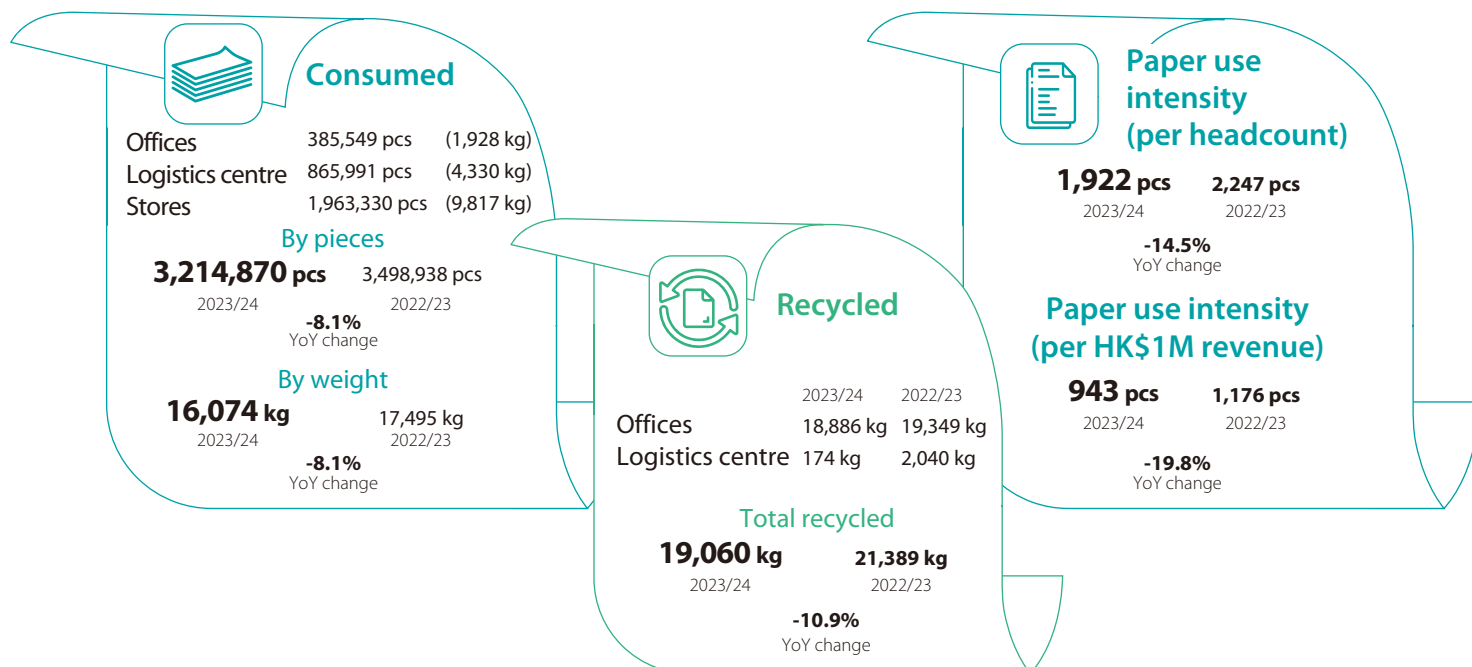 Consumed
Offices 385,549 pcs (1,928 kg)
Logistics centre 865,991 pcs (4,330 kg)
Stores 1,963,330 pcs (9,817 kg)
By pieces
3,214,870 pcs 3,498,938 pcs
2023/24 2022/23
-8.1%
YoY change
By weight
16,074 kg 17,495 kg
2023/24 2022/23
-8.1%
YoY change
Recycled
2023/24 2022/23
Offices 18,886 kg 19,349 kg
Logistics centre 174 kg 2,040 kg
Total recycled
19,060 kg 21,389 kg
2023/24 2022/23
-10.9%
YoY change
Paper use
intensity
(per headcount)
1,922 pcs 2,247 pcs
2023/24 2022/23
-14.5%
YoY change
Paper use intensity
(per HK$1M revenue)
943 pcs 1,176 pcs
2023/24 2022/23
-19.8%
YoY change